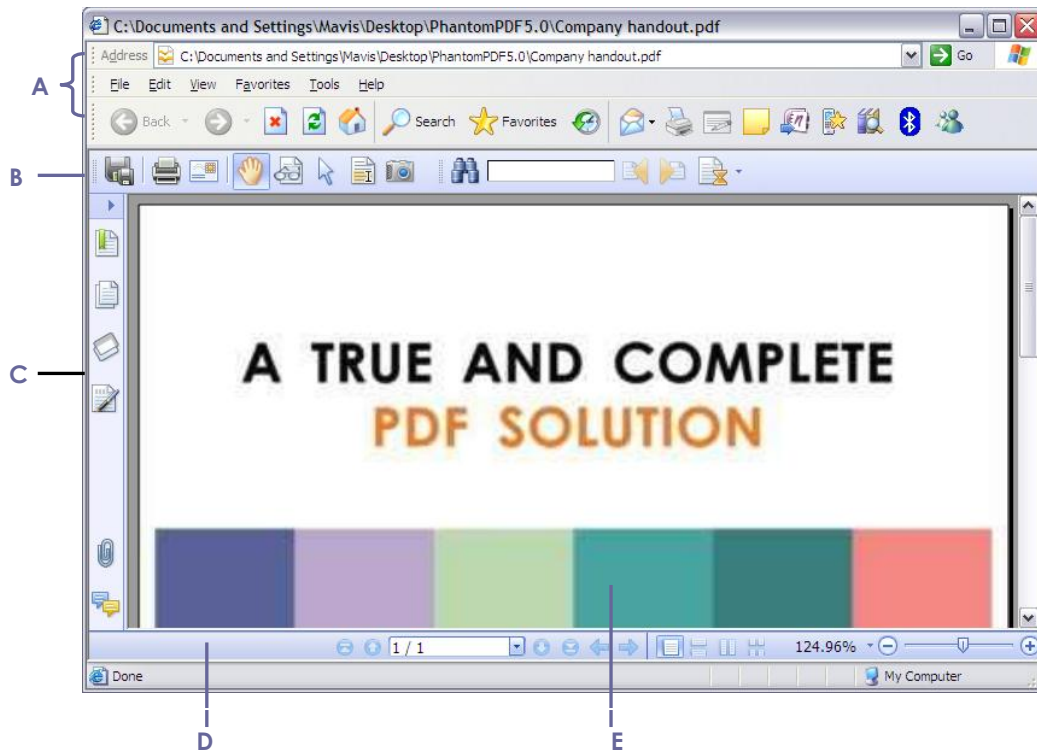 C:\Documents and Settings\Mavis\Desktop\PhantomPDF5.0\Company handout.pdf
Address C:\Documents and Settings\Mavis\Desktop\PhantomPDF5.0\Company handout.pdf Go
A
File Edit View Favorites Tools Help
Back Search Favorites
B
C
A TRUE AND COMPLETE
PDF SOLUTION
1 / 1 124.96%
Done My Computer
D E